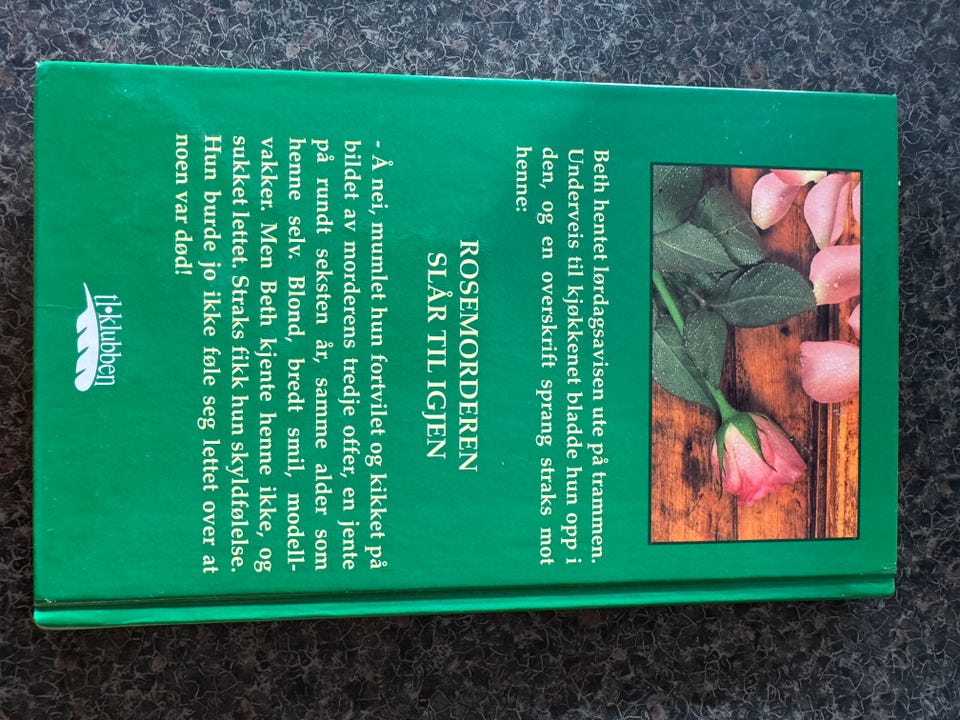 Beth hentet lørdagsavisen ute på trammen.
Underveis til kjøkkenet bladde hun opp i
den, og en overskrift sprang straks mot
henne:
ROSEMORDEREN
SLÅR TIL IGJEN
- Å nei, mumlet hun fortvilet og kikket på
bildet av morderens tredje offer, en jente
på rundt seksten år, samme alder som
henne selv. Blond, bredt smil, modell-
vakker. Men Beth kjente henne ikke, og
sukket lettet. Straks fikk hun skyldfølelse.
Hun burde jo ikke føle seg lettet over at
noen var død!
tl•klubben